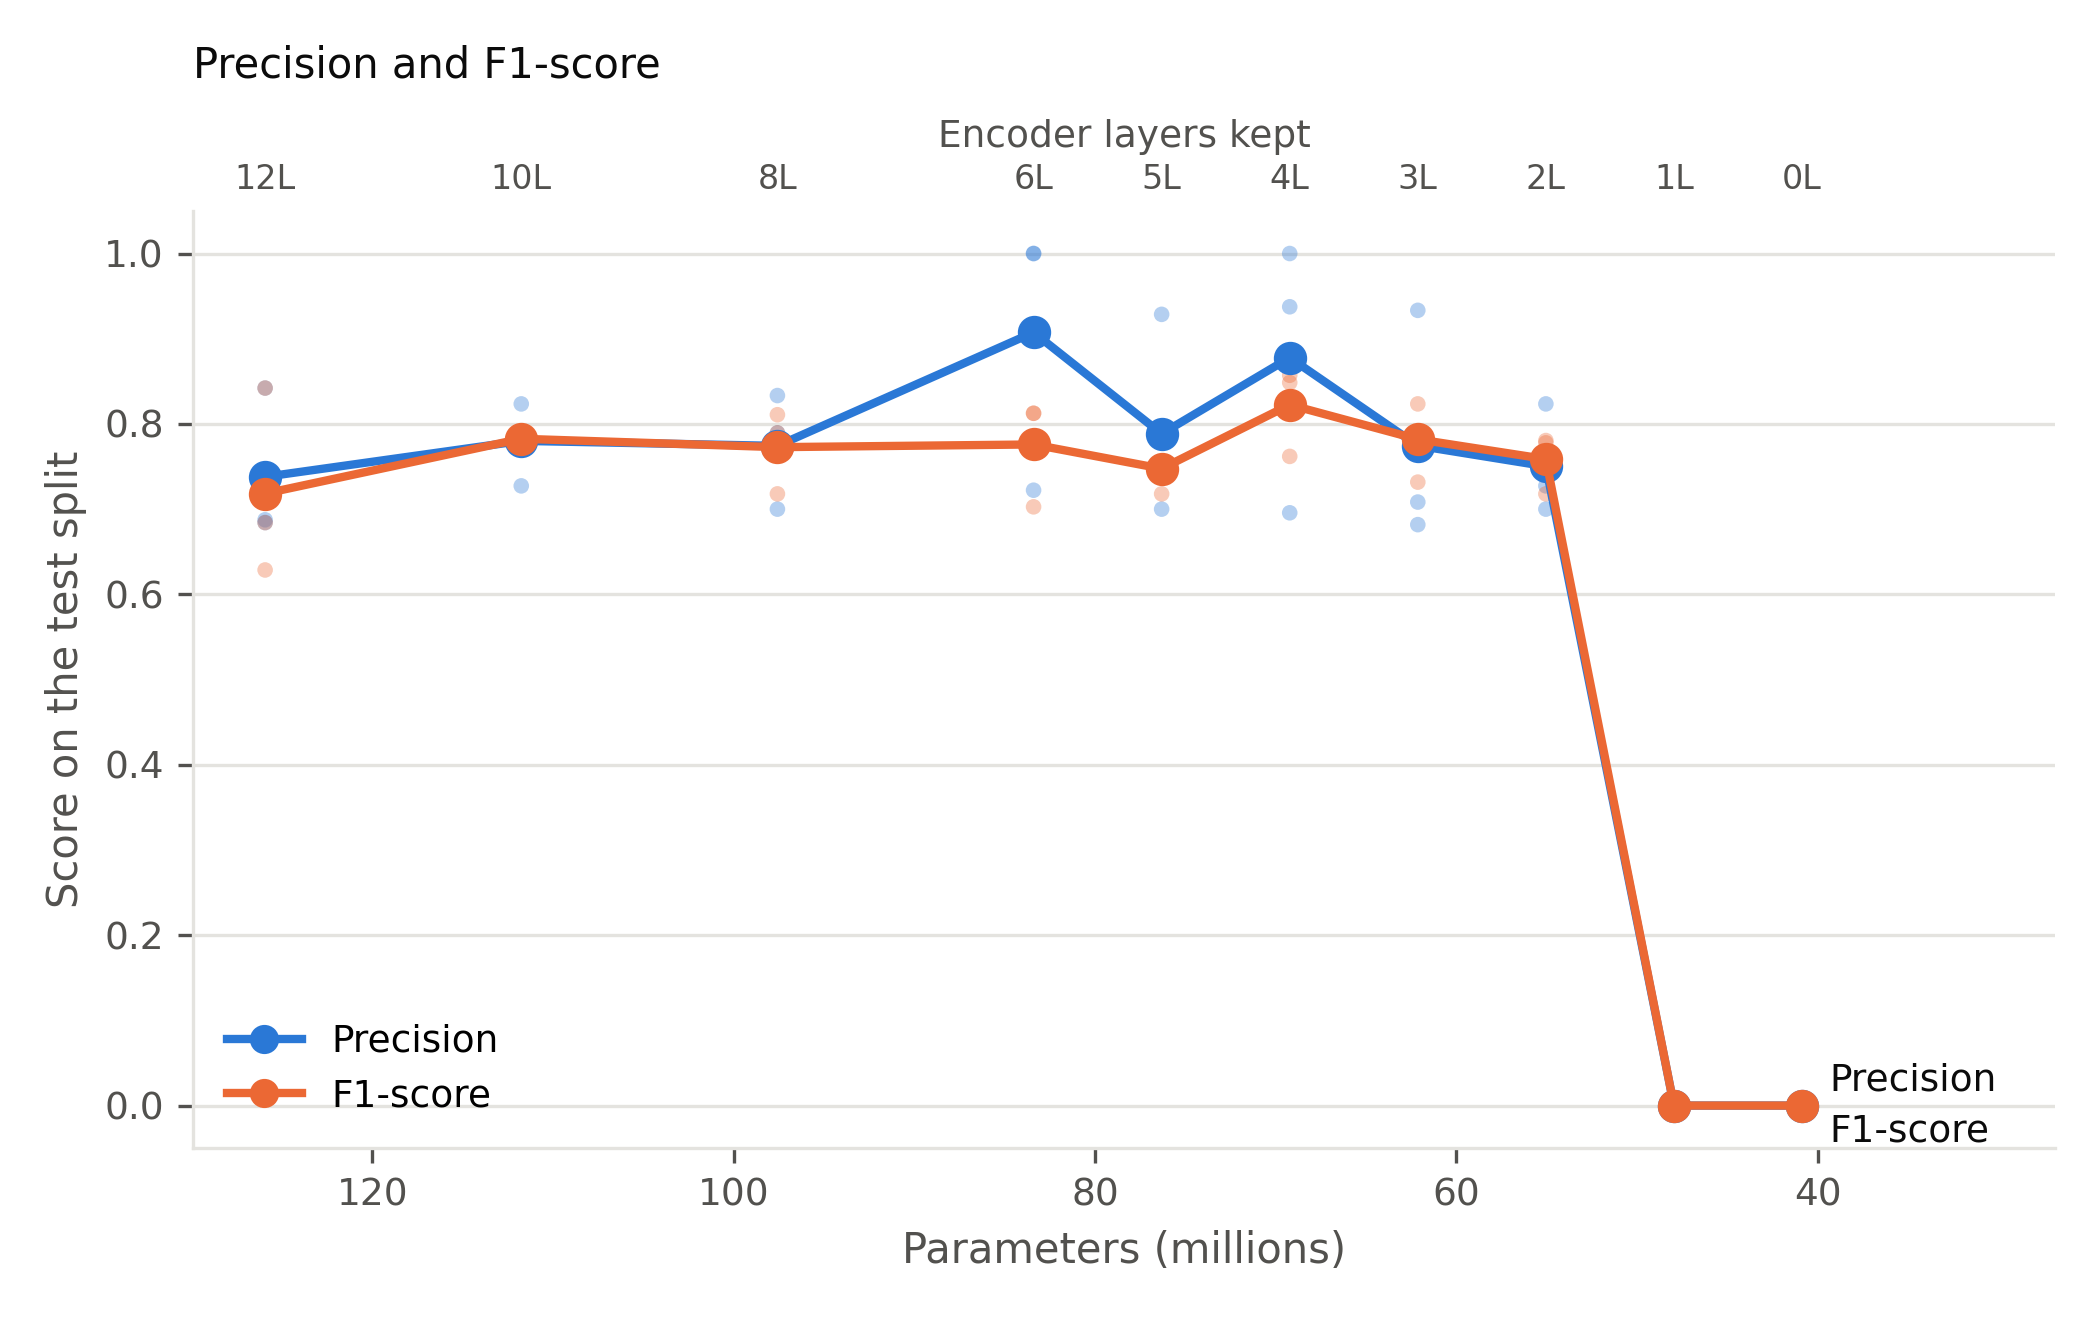 Precision and F1-score
Encoder layers kept
12L 10L 8L 6L 5L 4L 3L 2L 1L 0L
1.0
0.8
0.6
0.4
0.2
0.0
Score on the test split
Precision
F1-score
Precision
F1-score
120 100 80 60 40
Parameters (millions)